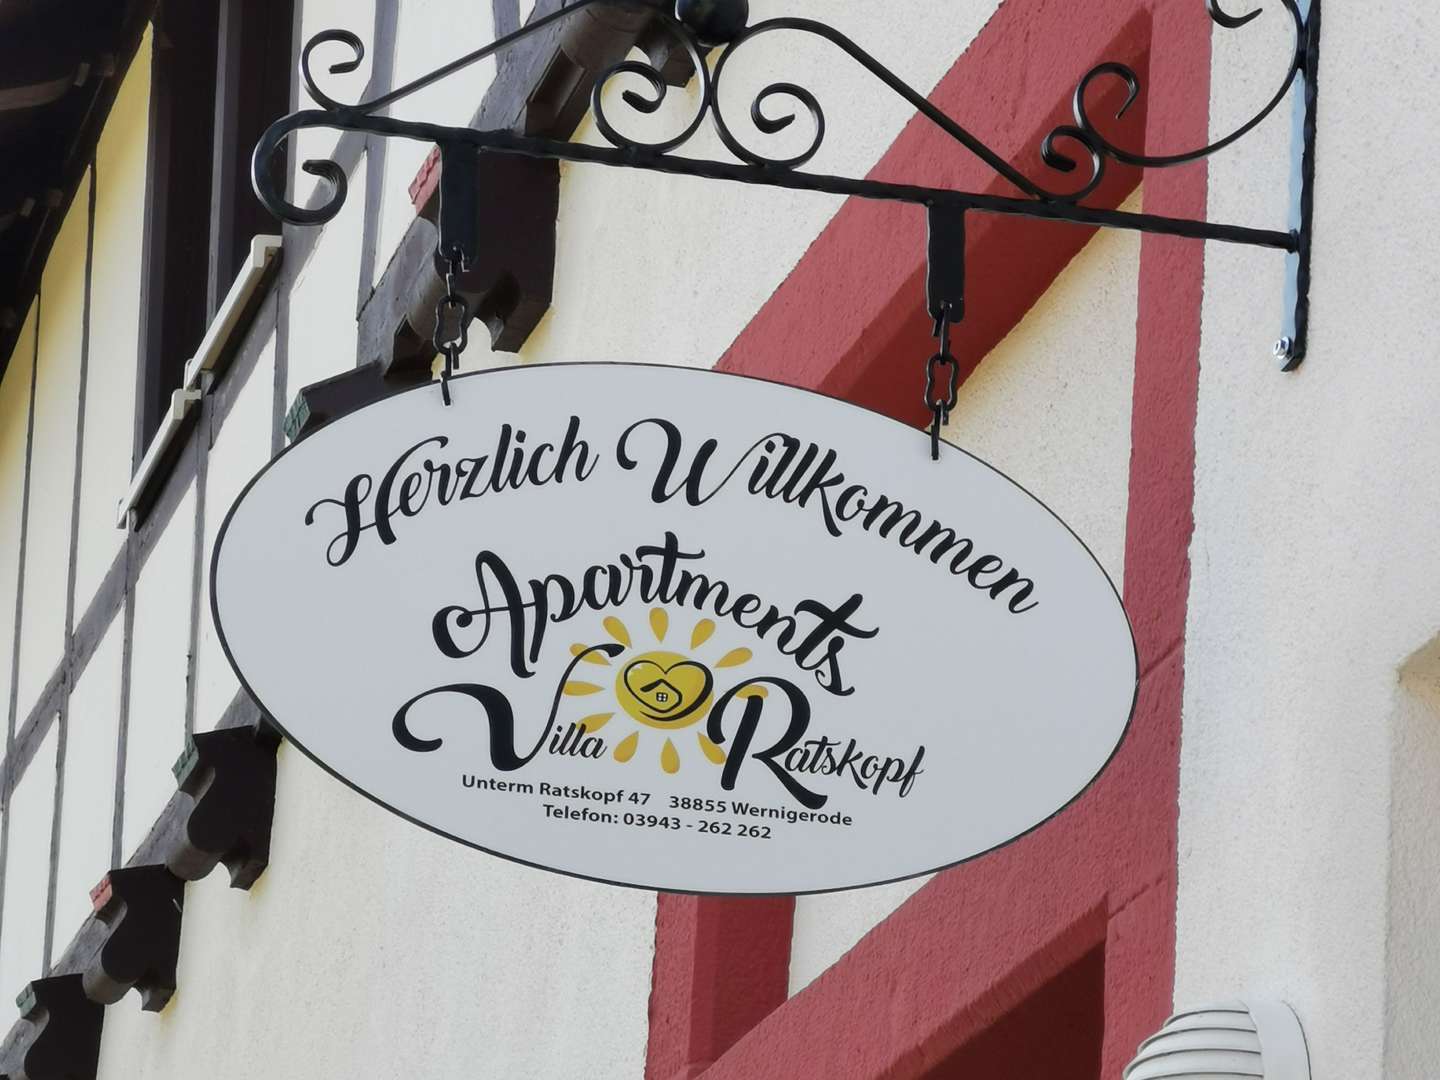 Herzlich Willkommen
Apartments
Villa Ratskopf
Unterm Ratskopf 47 38855 Wernigerode
Telefon: 03943 - 262 262